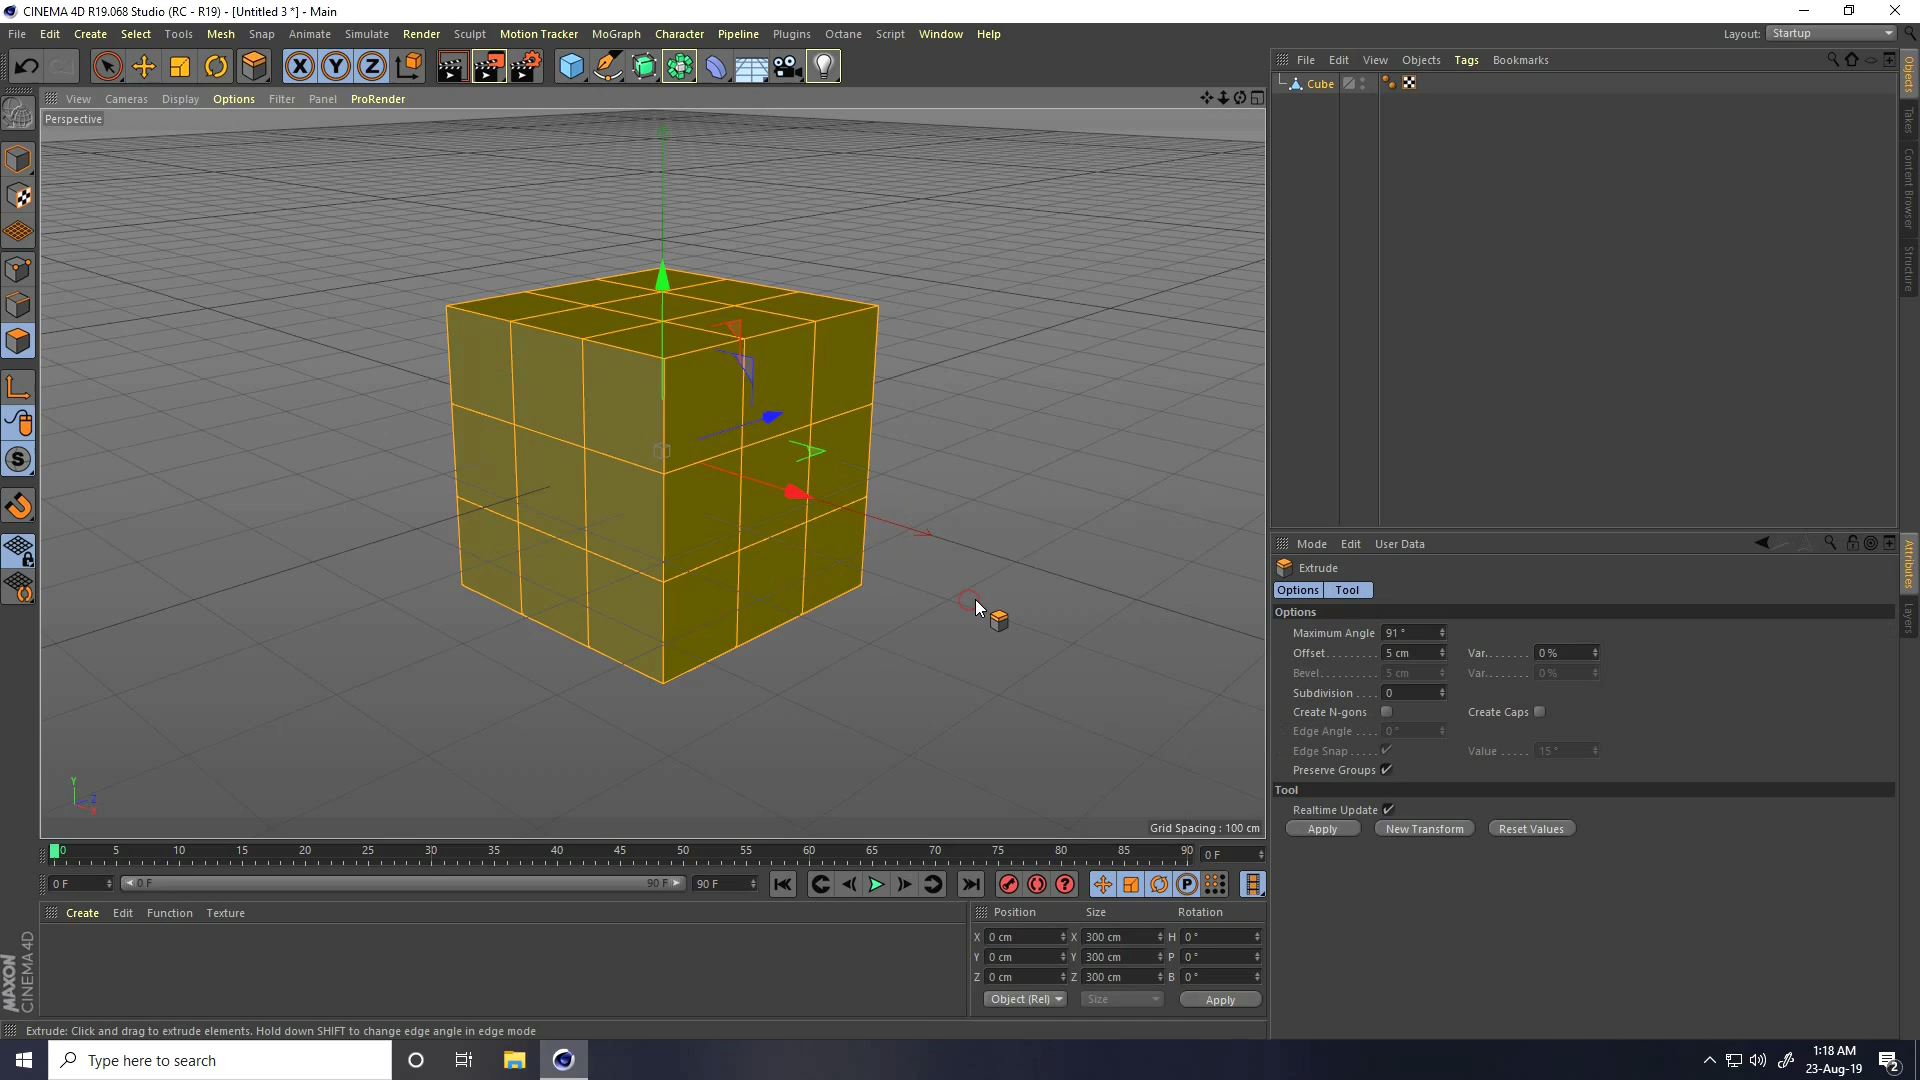 CINEMA 4D R19.068 Studio (RC - R19) - [Untitled 3 *] - Main
File Edit Create Select Tools Mesh Snap Animate Simulate Render Sculpt Motion Tracker MoGraph Character Pipeline Plugins Octane Script Window Help Layout: Startup
File Edit View Objects Tags Bookmarks
Cube
View Cameras Display Options Filter Panel ProRender
Perspective
Objects
Takes
Content Browser
Structure
Mode Edit User Data
Extrude
Options Tool
Options
Maximum Angle 91 °
Offset......... 5 cm Var........ 0 %
Bevel.......... 5 cm Var........ 0 %
Subdivision .... 0
Create N-gons Create Caps
Edge Angle .... 0 °
Edge Snap ..... Value ...... 15 °
Preserve Groups
Tool
Realtime Update
Apply New Transform Reset Values
Attributes
Layers
Y
Z
X
Grid Spacing : 100 cm
0 5 10 15 20 25 30 35 40 45 50 55 60 65 70 75 80 85 90 0 F
0 F 0 F 90 F 90 F
Create Edit Function Texture
Position Size Rotation
X 0 cm X 300 cm H 0 °
Y 0 cm Y 300 cm P 0 °
Z 0 cm Z 300 cm B 0 °
Object (Rel) Size Apply
MAXON
CINEMA 4D
Extrude: Click and drag to extrude elements. Hold down SHIFT to change edge angle in edge mode
Type here to search
1:18 AM
23-Aug-19
2